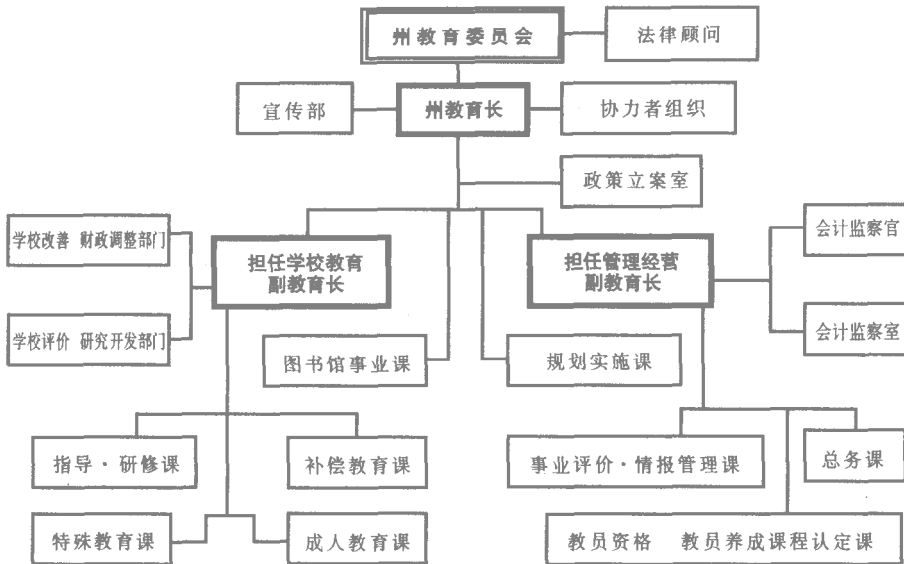 州教育委员会
法律顾问
宣传部
州教育长
协力者组织
政策立案室
学校改善 财政调整部门
担任学校教育
副教育长
担任管理经营
副教育长
会计监察官
学校评价 研究开发部门
会计监察室
图书馆事业课
规划实施课
指导·研修课
补偿教育课
事业评价·情报管理课
总务课
特殊教育课
成人教育课
教员资格 教员养成课程认定课